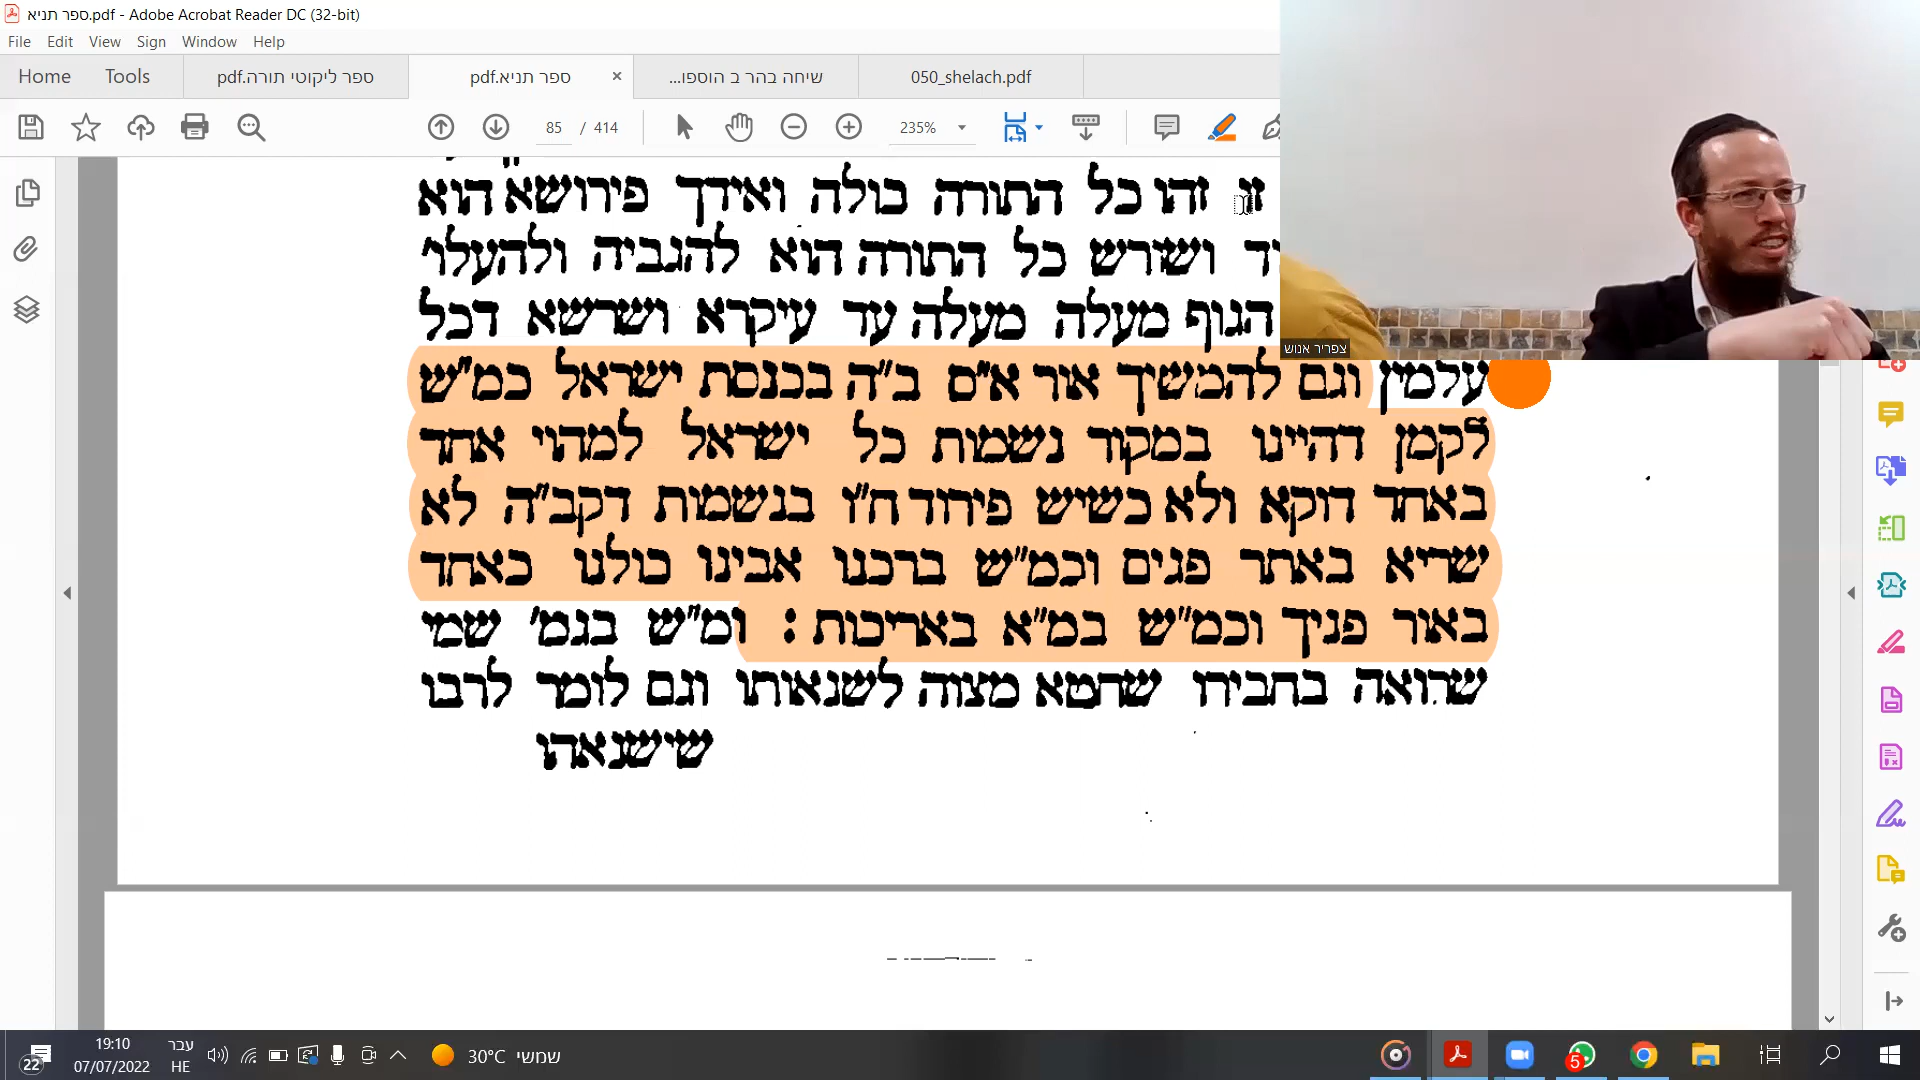 ספר תניא.pdf - Adobe Acrobat Reader DC (32-bit)
File Edit View Sign Window Help
Home Tools ספר ליקוטי תורה.pdf ספר תניא.pdf × שיחה בהר ב הוספו... 050_shelach.pdf
85 / 414 235%
זו זהו כל התורה כולה ואידך פירושא הוא
ושורש כל התורה הוא להגביה ולהעלו'
הגוף מעלה מעלה עד עיקרא ושרשא דכל
עלמין וגם להמשיך אור א"ס ב"ה בכנסת ישראל כמ"ש
לקמן דהיינו במקור נשמות כל ישראל למהוי אחד
באחד דוקא ולא כשיש פירוד ח"ו בנשמות דקב"ה לא
שריא באתר פגים וכמ"ש ברכנו אבינו כולנו כאחד
באור פניך וכמ"ש במ"א באריכות : ומ"ש בגמ' שמי
שרואה בחבירו שחטא מצוה לשנאותו וגם לומר לרבו
שישנאהו
צפריר אנוש
22 19:10 07/07/2022 עבר HE 30°C שמשי 5